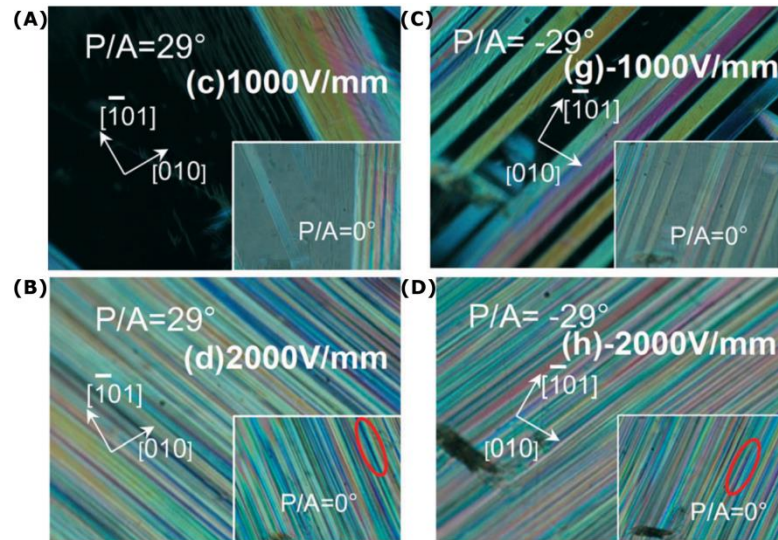 (A)
P/A=29°
(c)1000V/mm
[1̅01]
[010]
P/A=0°
(B)
P/A=29°
(d)2000V/mm
[1̅01]
[010]
P/A=0°
(C)
P/A= -29°
(g)-1000V/mm
[1̅01]
[010]
P/A=0°
(D)
P/A= -29°
(h)-2000V/mm
[1̅01]
[010]
P/A=0°